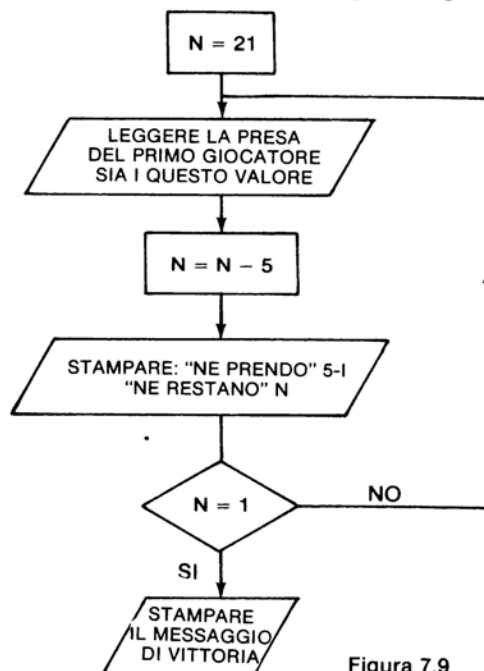 N = 21
LEGGERE LA PRESA
DEL PRIMO GIOCATORE
SIA I QUESTO VALORE
N = N − 5
STAMPARE: "NE PRENDO" 5-I
"NE RESTANO" N
N = 1
NO
SI
STAMPARE
IL MESSAGGIO
DI VITTORIA
Figura 7.9